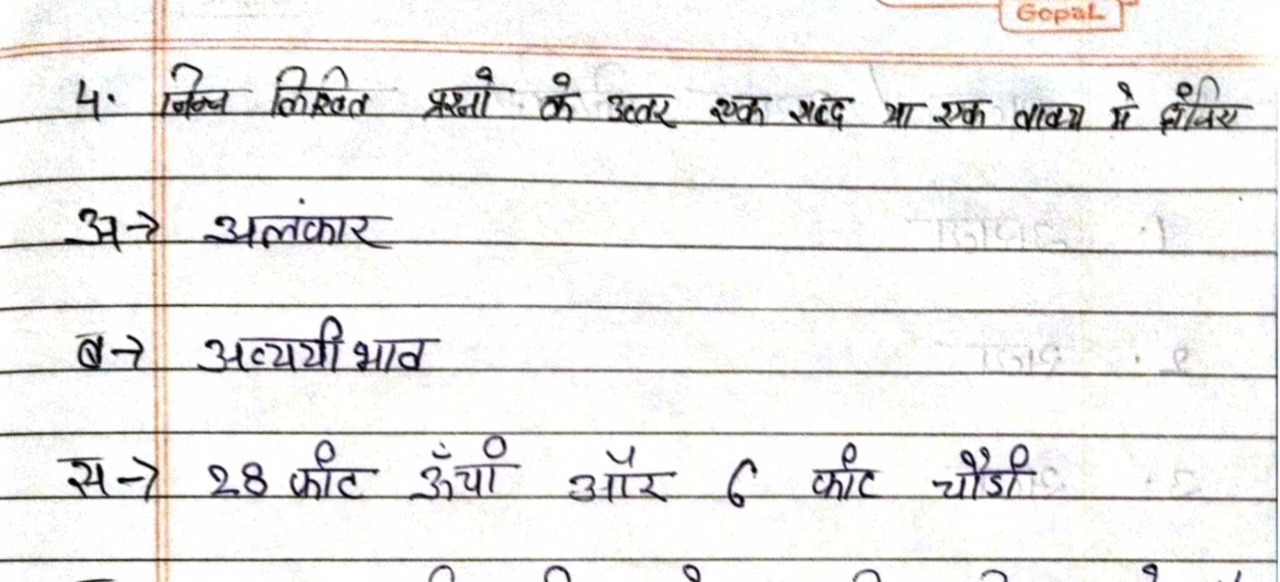 Gopal
4. निम्न लिखित प्रश्नों के उत्तर एक शब्द या एक वाक्य मे दीजिए
अ→ अलंकार
ब→ अव्ययीभाव
स→ 28 फीट ऊँची और 6 फीट चौडी